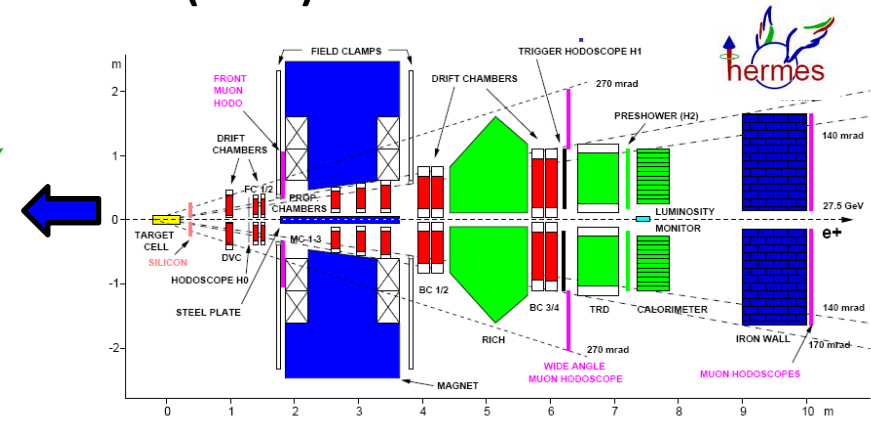 hermes
m
FIELD CLAMPS
TRIGGER HODOSCOPE H1
FRONT
MUON
HODO
DRIFT CHAMBERS
270 mrad
2
PRESHOWER (H2)
DRIFT
CHAMBERS
140 mrad
1
FC 1/2
PROP.
CHAMBERS
27.5 GeV
LUMINOSITY
0
MONITOR
e+
TARGET
CELL
SILICON
MC 1-3
DVC
HODOSCOPE H0
BC 1/2
-1
STEEL PLATE
BC 3/4
TRD
CALORIMETER
140 mrad
RICH
IRON WALL
170 mrad
-2
270 mrad
WIDE ANGLE
MUON HODOSCOPE
MUON HODOSCOPES
MAGNET
0 1 2 3 4 5 6 7 8 9 10 m